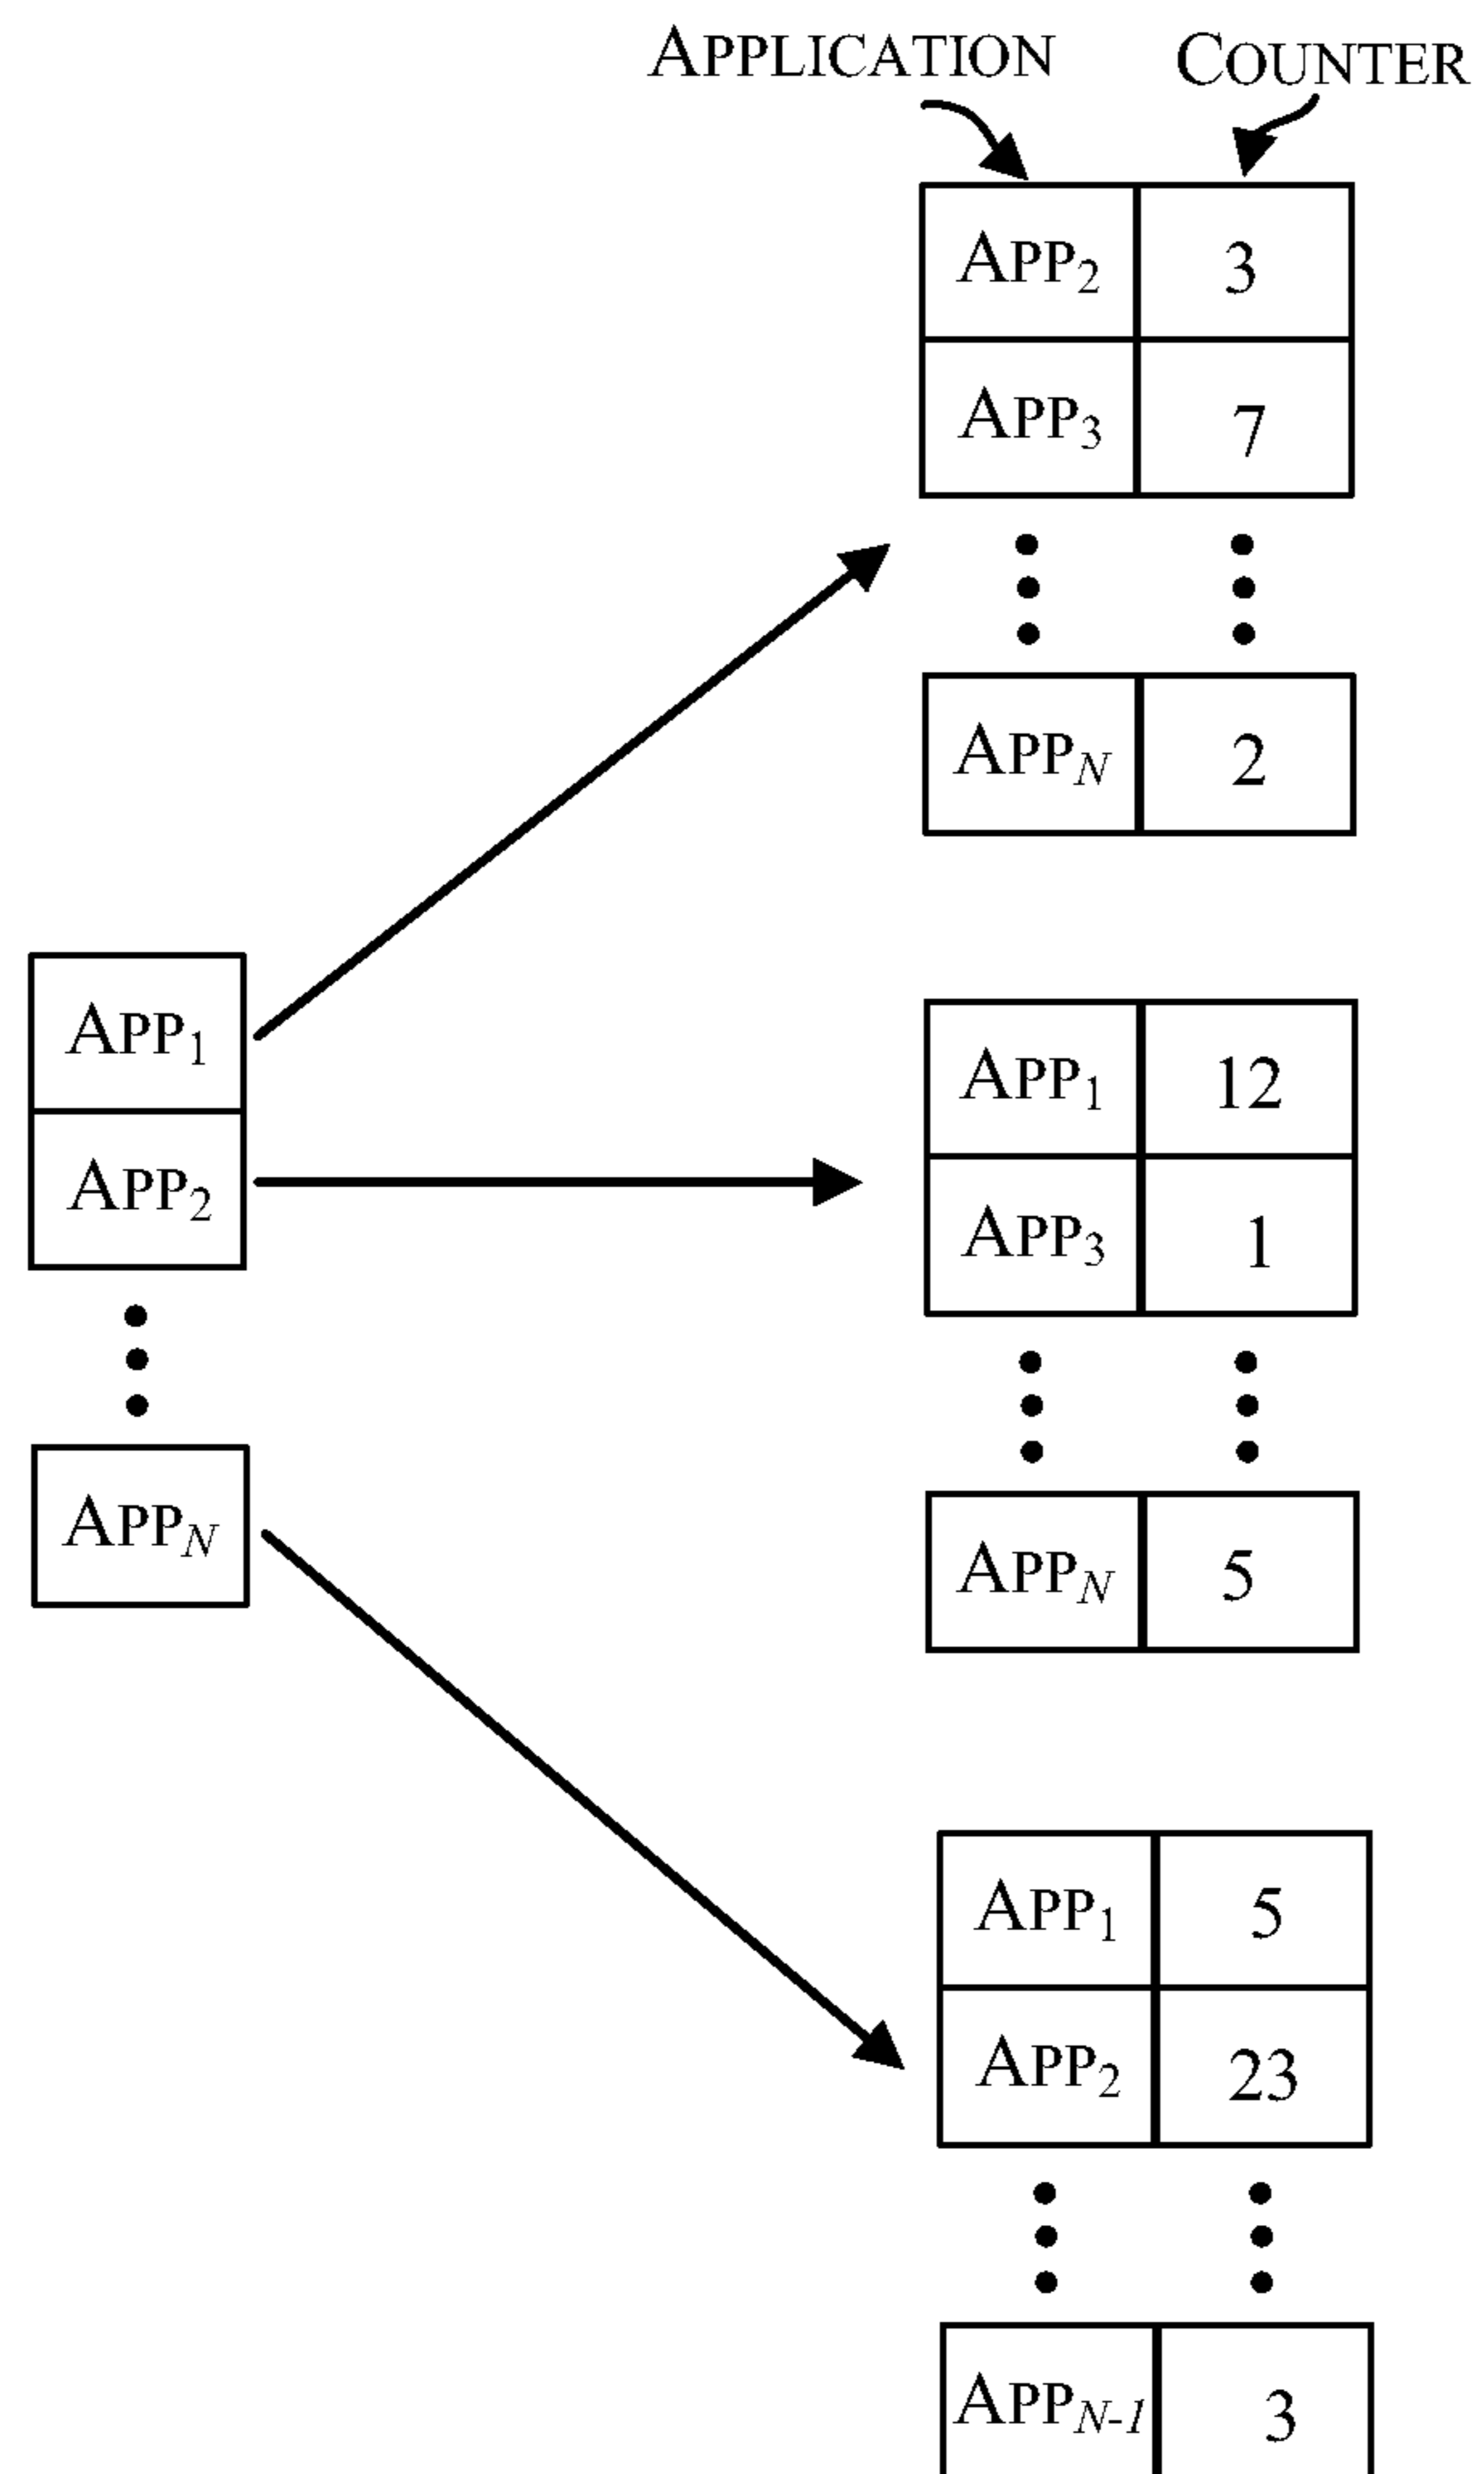 APPLICATION COUNTER
APP2 3
APP3 7
APPN 2
APP1
APP2
APPN
APP1 12
APP3 1
APPN 5
APP1 5
APP2 23
APPN-1 3